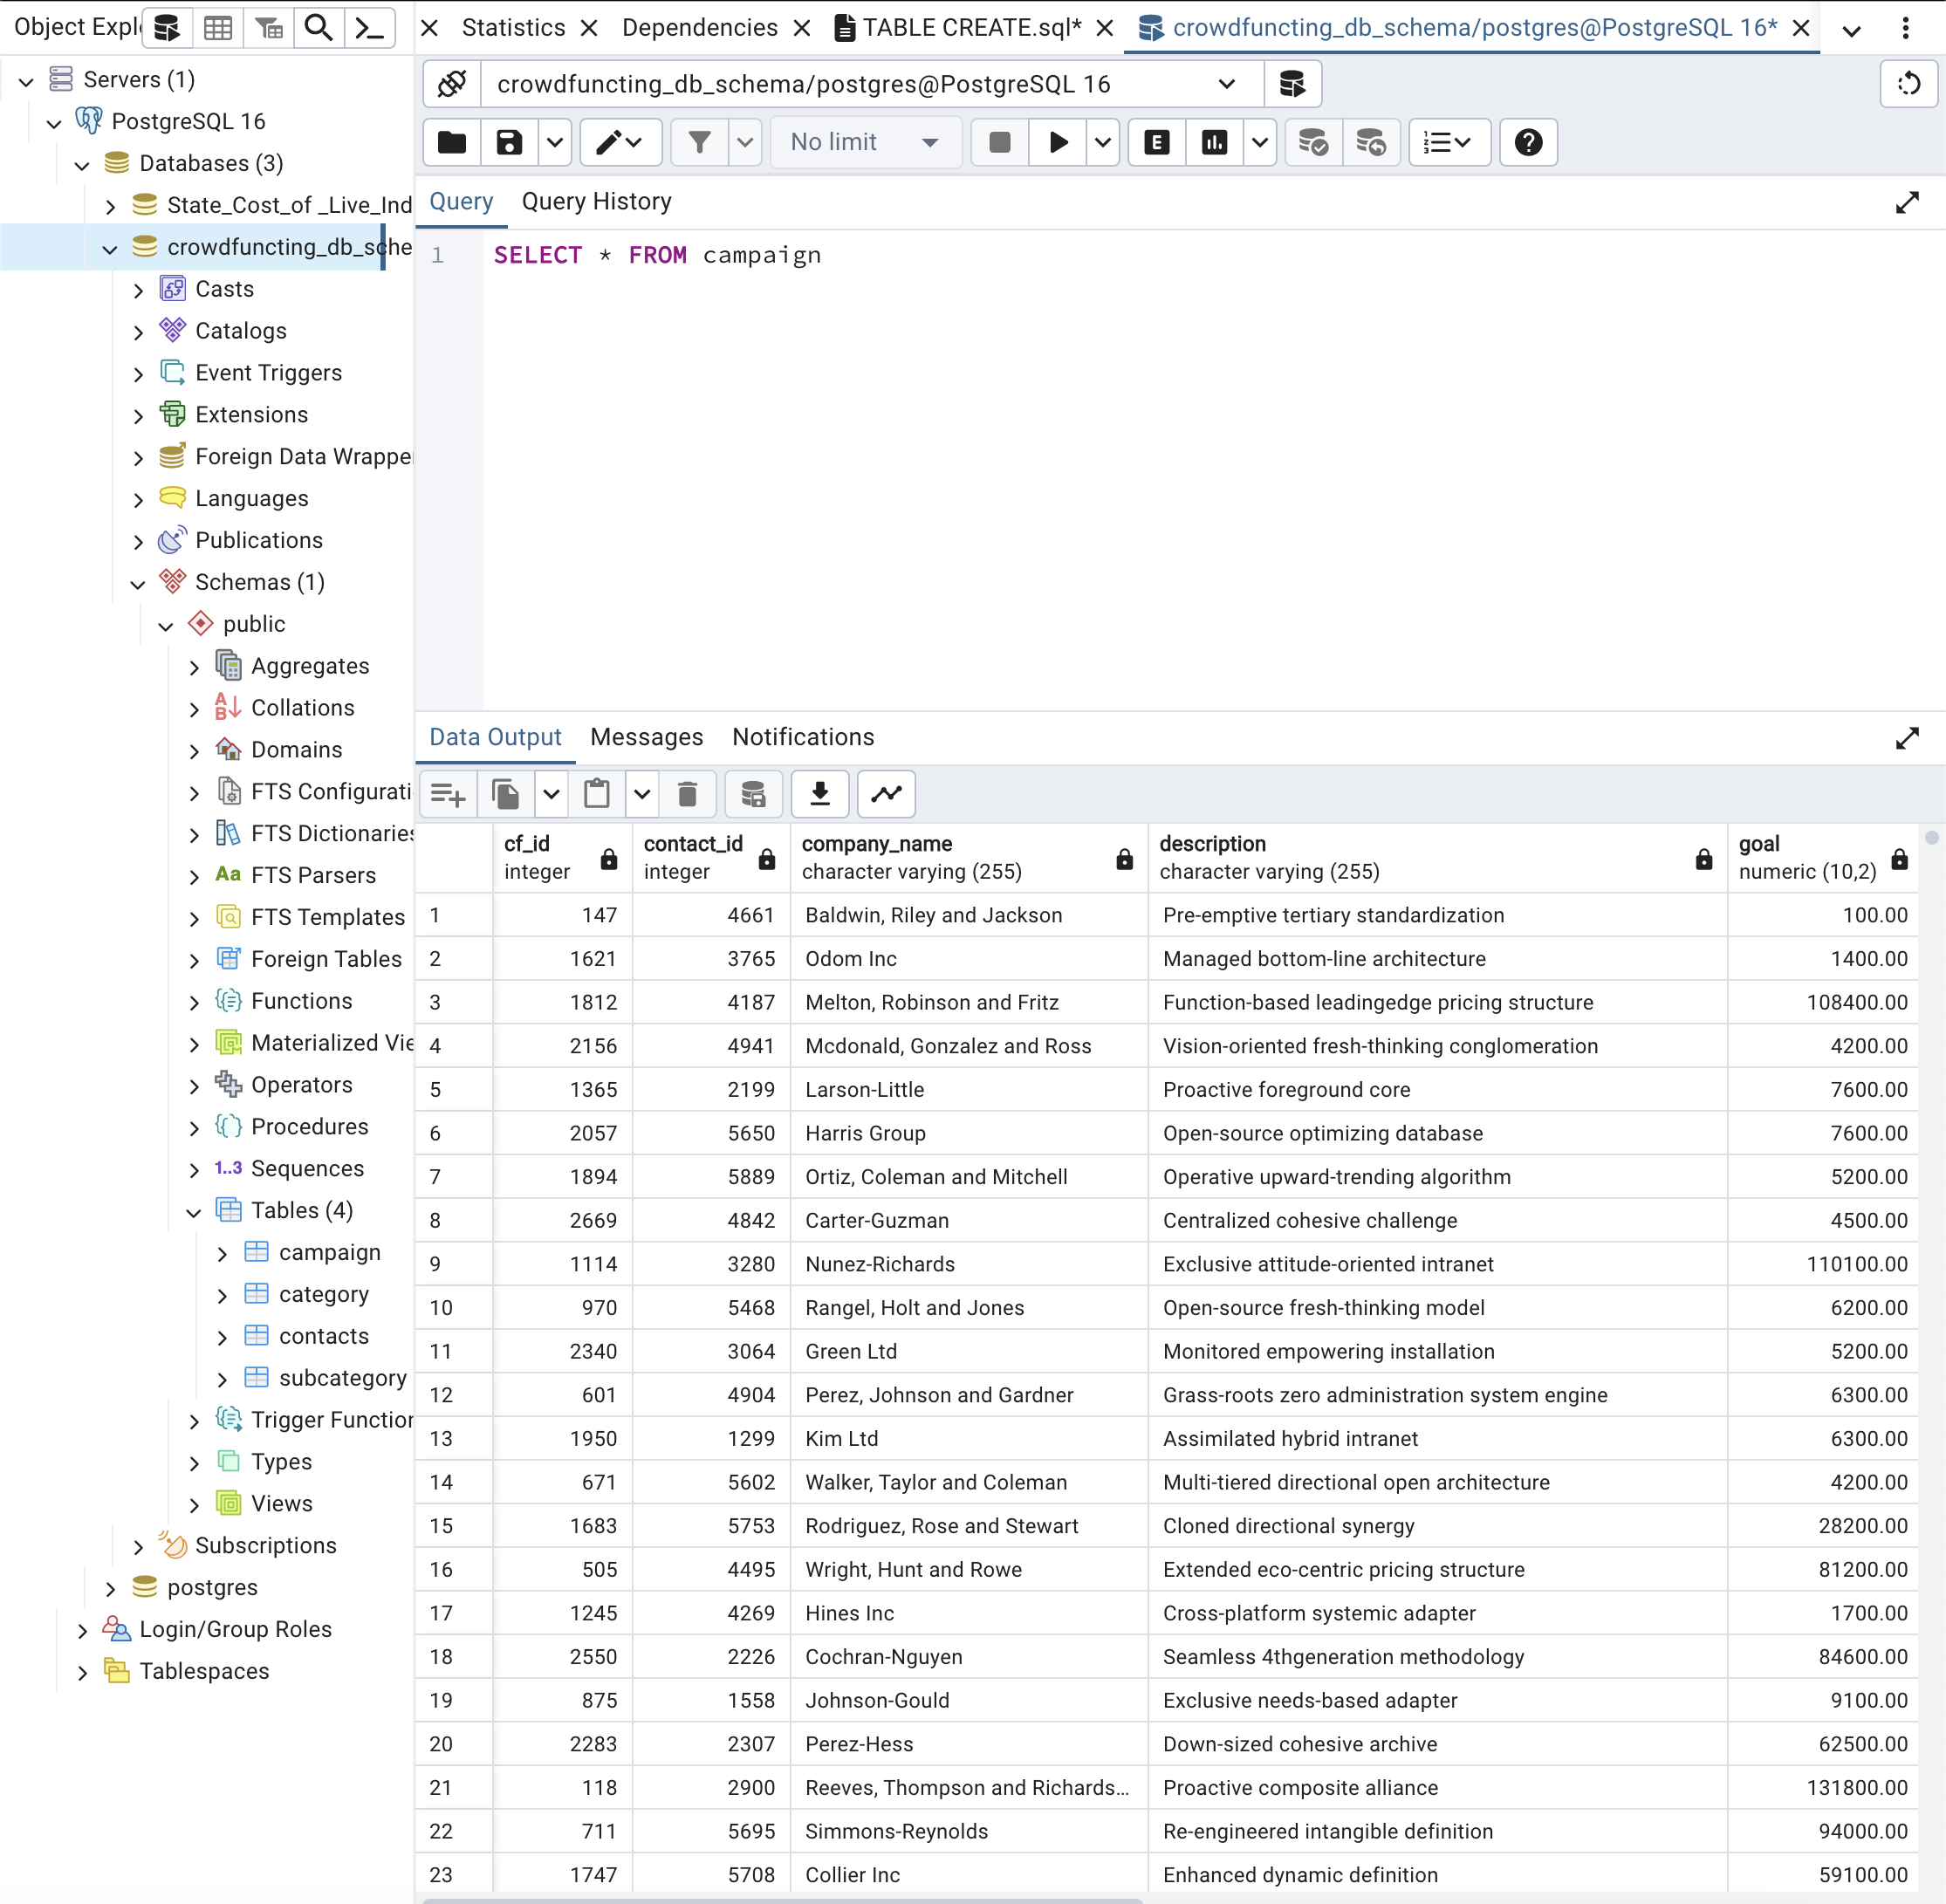 Object Expl
Statistics
Dependencies
TABLE CREATE.sql*
crowdfuncting_db_schema/postgres@PostgreSQL 16*
Servers (1)
PostgreSQL 16
Databases (3)
State_Cost_of _Live_Ind
crowdfuncting_db_sche
Casts
Catalogs
Event Triggers
Extensions
Foreign Data Wrapper
Languages
Publications
Schemas (1)
public
Aggregates
Collations
Domains
FTS Configurati
FTS Dictionaries
Aa FTS Parsers
FTS Templates
Foreign Tables
Functions
Materialized Vie
Operators
Procedures
1..3 Sequences
Tables (4)
campaign
category
contacts
subcategory
Trigger Function
Types
Views
Subscriptions
postgres
Login/Group Roles
Tablespaces
crowdfuncting_db_schema/postgres@PostgreSQL 16
No limit
E
Query Query History
1 SELECT * FROM campaign
Data Output Messages Notifications
cf_id contact_id company_name description goal
integer integer character varying (255) character varying (255) numeric (10,2)
1 147 4661 Baldwin, Riley and Jackson Pre-emptive tertiary standardization 100.00
2 1621 3765 Odom Inc Managed bottom-line architecture 1400.00
3 1812 4187 Melton, Robinson and Fritz Function-based leadingedge pricing structure 108400.00
4 2156 4941 Mcdonald, Gonzalez and Ross Vision-oriented fresh-thinking conglomeration 4200.00
5 1365 2199 Larson-Little Proactive foreground core 7600.00
6 2057 5650 Harris Group Open-source optimizing database 7600.00
7 1894 5889 Ortiz, Coleman and Mitchell Operative upward-trending algorithm 5200.00
8 2669 4842 Carter-Guzman Centralized cohesive challenge 4500.00
9 1114 3280 Nunez-Richards Exclusive attitude-oriented intranet 110100.00
10 970 5468 Rangel, Holt and Jones Open-source fresh-thinking model 6200.00
11 2340 3064 Green Ltd Monitored empowering installation 5200.00
12 601 4904 Perez, Johnson and Gardner Grass-roots zero administration system engine 6300.00
13 1950 1299 Kim Ltd Assimilated hybrid intranet 6300.00
14 671 5602 Walker, Taylor and Coleman Multi-tiered directional open architecture 4200.00
15 1683 5753 Rodriguez, Rose and Stewart Cloned directional synergy 28200.00
16 505 4495 Wright, Hunt and Rowe Extended eco-centric pricing structure 81200.00
17 1245 4269 Hines Inc Cross-platform systemic adapter 1700.00
18 2550 2226 Cochran-Nguyen Seamless 4thgeneration methodology 84600.00
19 875 1558 Johnson-Gould Exclusive needs-based adapter 9100.00
20 2283 2307 Perez-Hess Down-sized cohesive archive 62500.00
21 118 2900 Reeves, Thompson and Richards... Proactive composite alliance 131800.00
22 711 5695 Simmons-Reynolds Re-engineered intangible definition 94000.00
23 1747 5708 Collier Inc Enhanced dynamic definition 59100.00